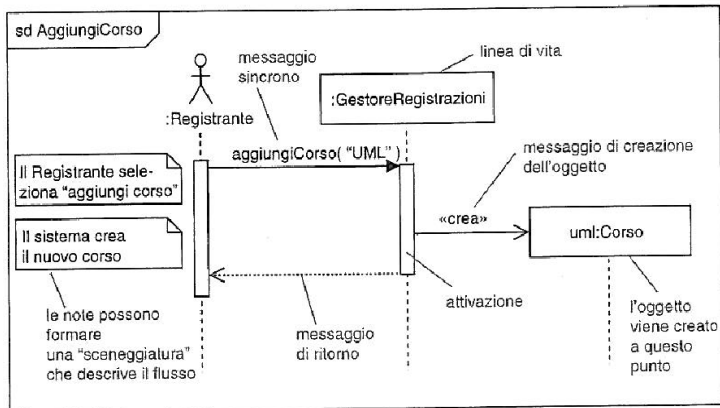 sd AggiungiCorso
messaggio
sincrono
linea di vita
:Registrante
:GestoreRegistrazioni
Il Registrante sele-
ziona "aggiungi corso"
aggiungiCorso( "UML" )
messaggio di creazione
dell'oggetto
Il sistema crea
il nuovo corso
«crea»
uml:Corso
le note possono
formare
una "sceneggiatura"
che descrive il flusso
messaggio
di ritorno
attivazione
l'oggetto
viene creato
a questo
punto